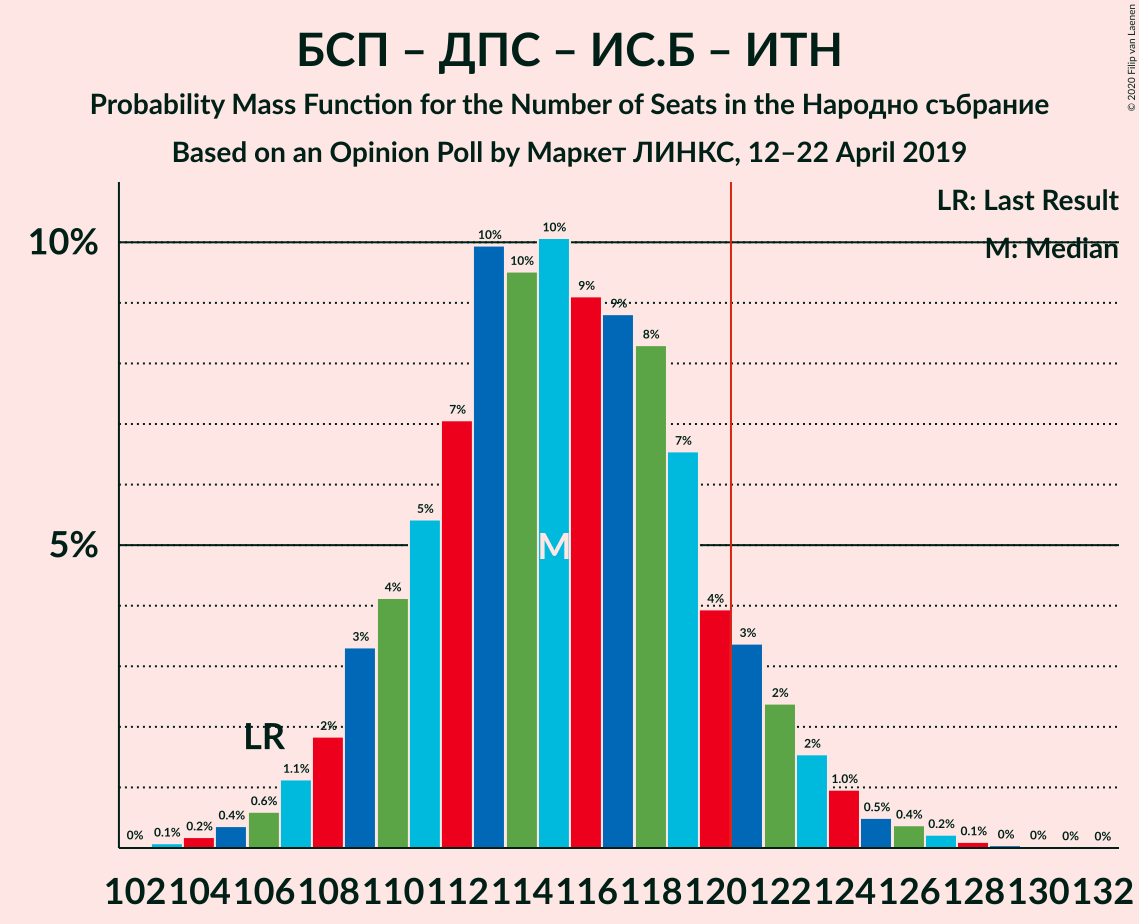 БСП – ДПС – ИС.Б – ИТН
Probability Mass Function for the Number of Seats in the Народно събрание
Based on an Opinion Poll by Маркет ЛИНКС, 12–22 April 2019
© 2020 Filip van Laenen
LR: Last Result
M: Median
10%
5%
0% 0.1% 0.2% 0.4% 0.6% 1.1% 2% 3% 4% 5% 7% 10% 10% 10% 9% 9% 8% 7% 4% 3% 2% 2% 1.0% 0.5% 0.4% 0.2% 0.1% 0% 0% 0% 0%
LR
M
102 104 106 108 110 112 114 116 118 120 122 124 126 128 130 132